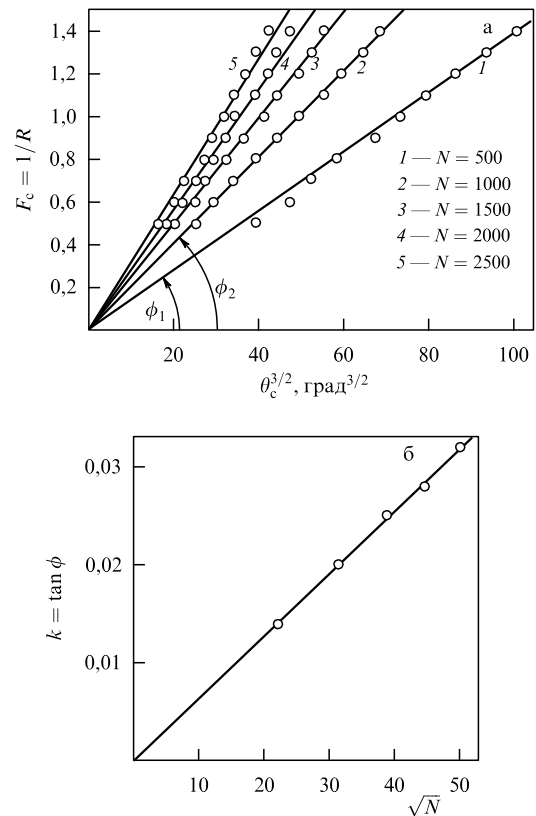 а
1,4
1,2
1,0
0,8
0,6
0,4
0,2
F_c = 1/R
5
4
3
2
1
1 — N = 500
2 — N = 1000
3 — N = 1500
4 — N = 2000
5 — N = 2500
ϕ_1
ϕ_2
20 40 60 80 100
θ_c^{3/2}, град^{3/2}
б
0,03
0,02
0,01
k = tan ϕ
10 20 30 40 50
√N